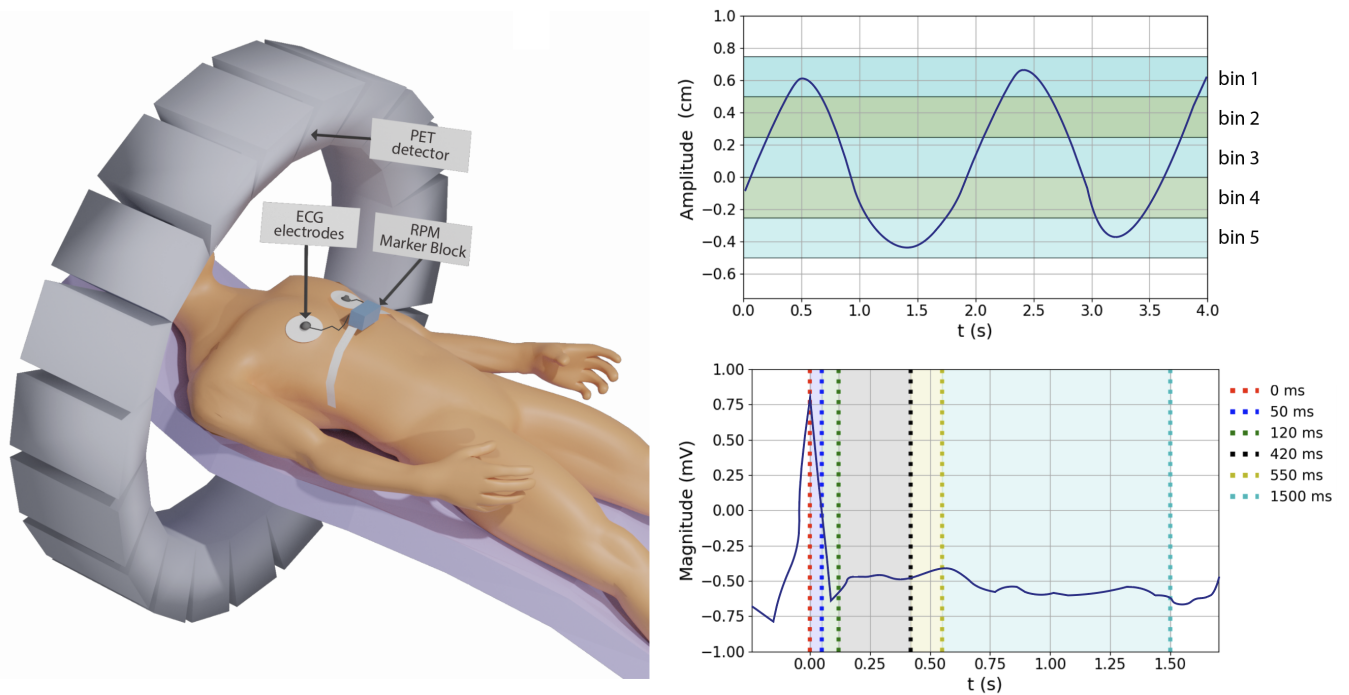 PET
detector
ECG
electrodes
RPM
Marker Block
1.0
0.8
0.6
0.4
0.2
0.0
−0.2
−0.4
−0.6
Amplitude (cm)
0.0 0.5 1.0 1.5 2.0 2.5 3.0 3.5 4.0
t (s)
bin 1
bin 2
bin 3
bin 4
bin 5
1.00
0.75
0.50
0.25
0.00
−0.25
−0.50
−0.75
−1.00
Magnitude (mV)
0.00 0.25 0.50 0.75 1.00 1.25 1.50
t (s)
0 ms
50 ms
120 ms
420 ms
550 ms
1500 ms